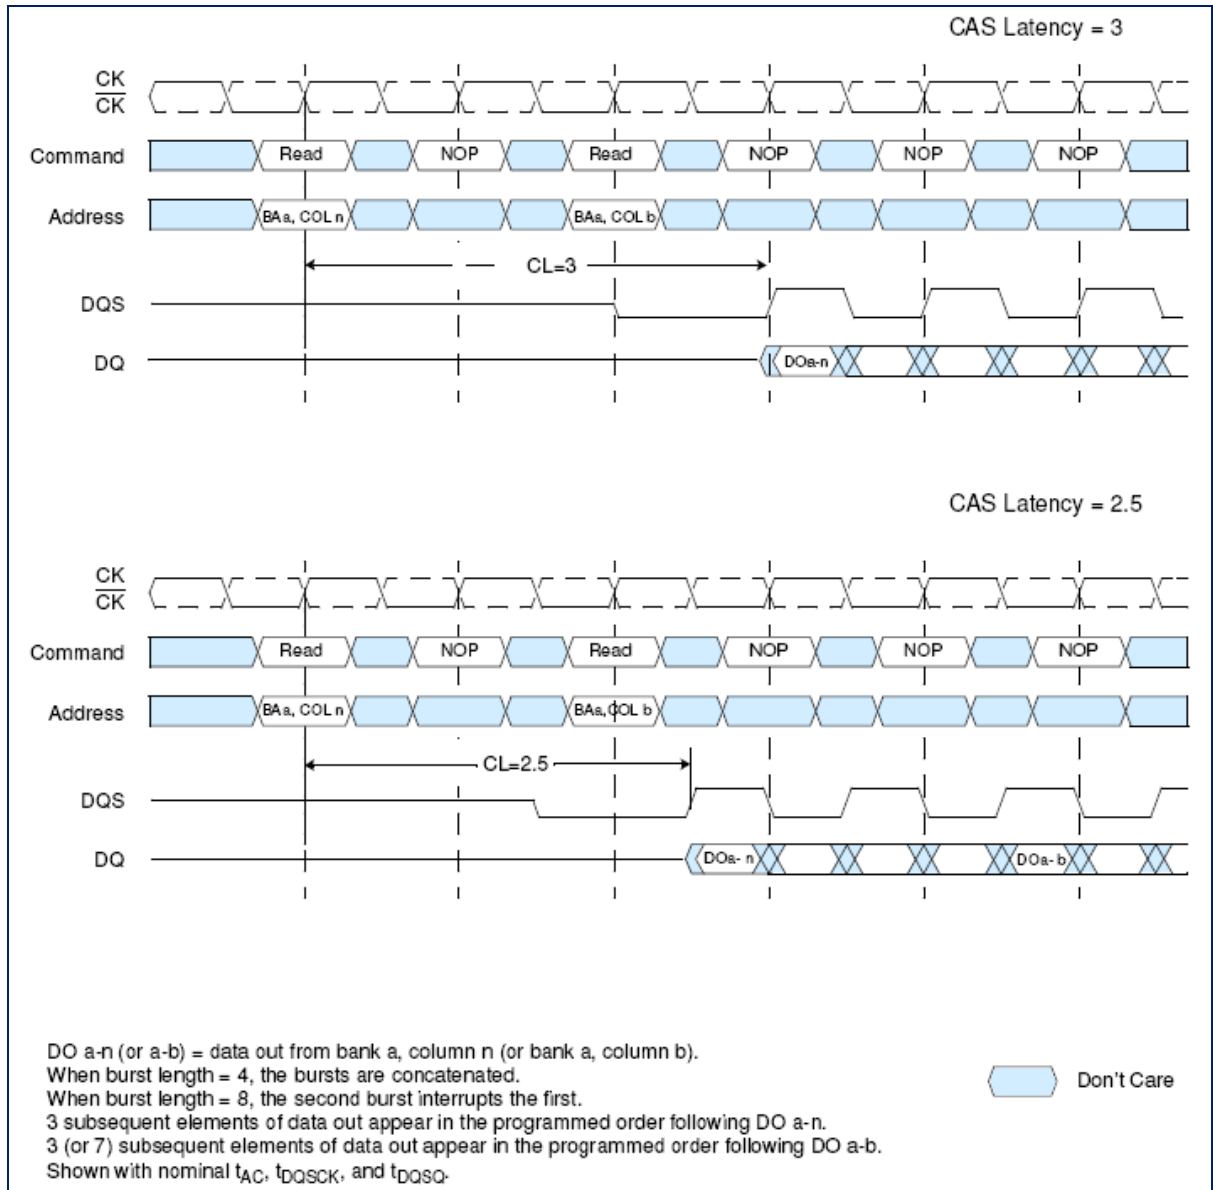 CAS Latency = 3
CK
CK
Command Read NOP Read NOP NOP NOP
Address BAa, COL n BAa, COL b
CL=3
DQS
DQ DOa-n
CAS Latency = 2.5
CK
CK
Command Read NOP Read NOP NOP NOP
Address BAa, COL n BAa, COL b
CL=2.5
DQS
DQ DOa- n DOa- b
DO a-n (or a-b) = data out from bank a, column n (or bank a, column b).
When burst length = 4, the bursts are concatenated.
When burst length = 8, the second burst interrupts the first.
3 subsequent elements of data out appear in the programmed order following DO a-n.
3 (or 7) subsequent elements of data out appear in the programmed order following DO a-b.
Shown with nominal tAC, tDQSCK, and tDQSQ.
Don't Care